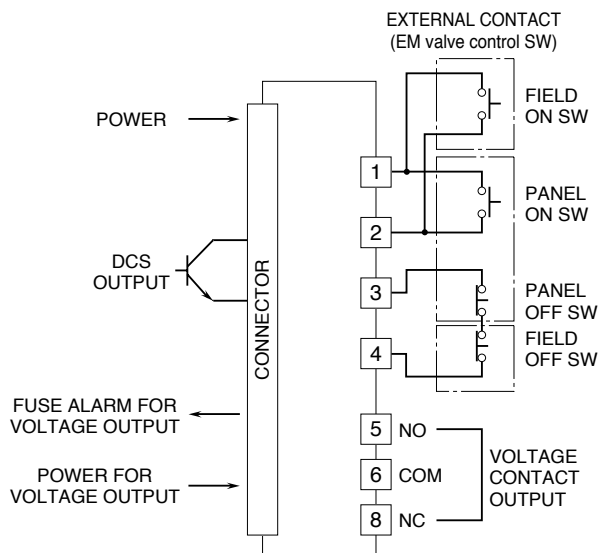 EXTERNAL CONTACT
(EM valve control SW)
FIELD
ON SW
POWER
1
PANEL
ON SW
2
DCS
OUTPUT
CONNECTOR
3
PANEL
OFF SW
4
FIELD
OFF SW
FUSE ALARM FOR
VOLTAGE OUTPUT
5 NO
6 COM
VOLTAGE
CONTACT
OUTPUT
POWER FOR
VOLTAGE OUTPUT
8 NC